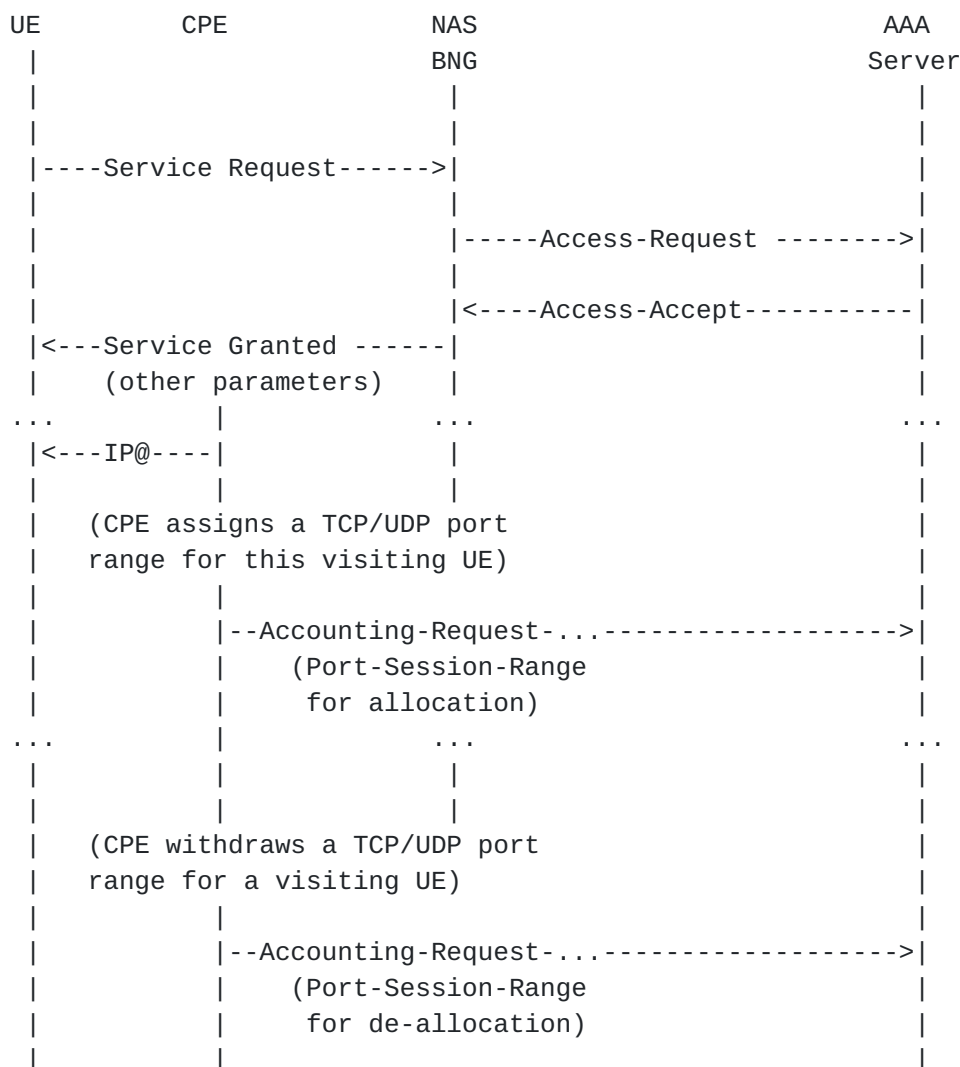 UE CPE NAS AAA
| BNG Server
| | |
| | |
|----Service Request------>| |
| | |
| |-----Access-Request -------->|
| | |
| |<----Access-Accept-----------|
|<---Service Granted ------| |
| (other parameters) | |
... | ... ...
|<---IP@----| | |
| | | |
| (CPE assigns a TCP/UDP port |
| range for this visiting UE) |
| | |
| |--Accounting-Request-...------------------->|
| | (Port-Session-Range |
| | for allocation) |
... | ... ...
| | | |
| | | |
| (CPE withdraws a TCP/UDP port |
| range for a visiting UE) |
| | |
| |--Accounting-Request-...------------------->|
| | (Port-Session-Range |
| | for de-allocation) |
| | |